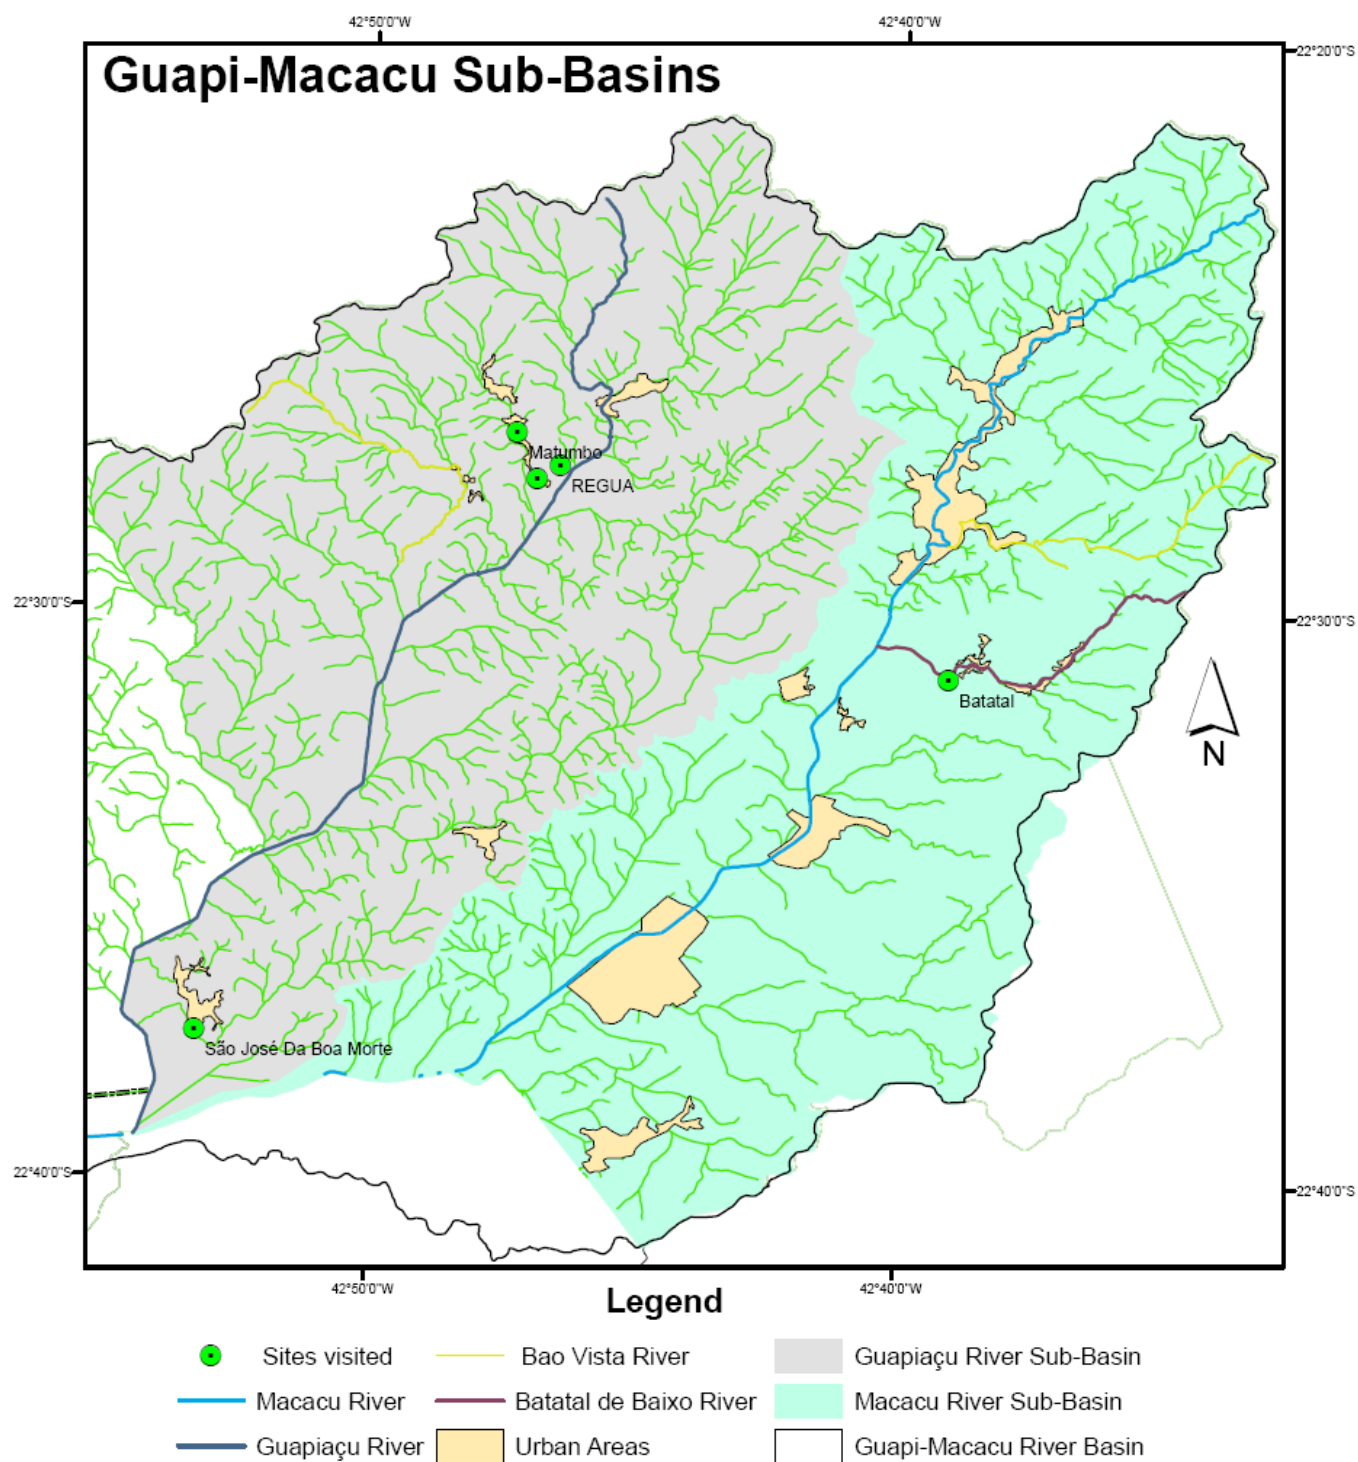 42°50'0"W
42°40'0"W
22°20'0"S
Guapi-Macacu Sub-Basins
Matumbo
REGUA
22°30'0"S
22°30'0"S
Batatal
N
São José Da Boa Morte
22°40'0"S
22°40'0"S
42°50'0"W
42°40'0"W
Legend
Sites visited
Bao Vista River
Guapiaçu River Sub-Basin
Macacu River
Batatal de Baixo River
Macacu River Sub-Basin
Guapiaçu River
Urban Areas
Guapi-Macacu River Basin